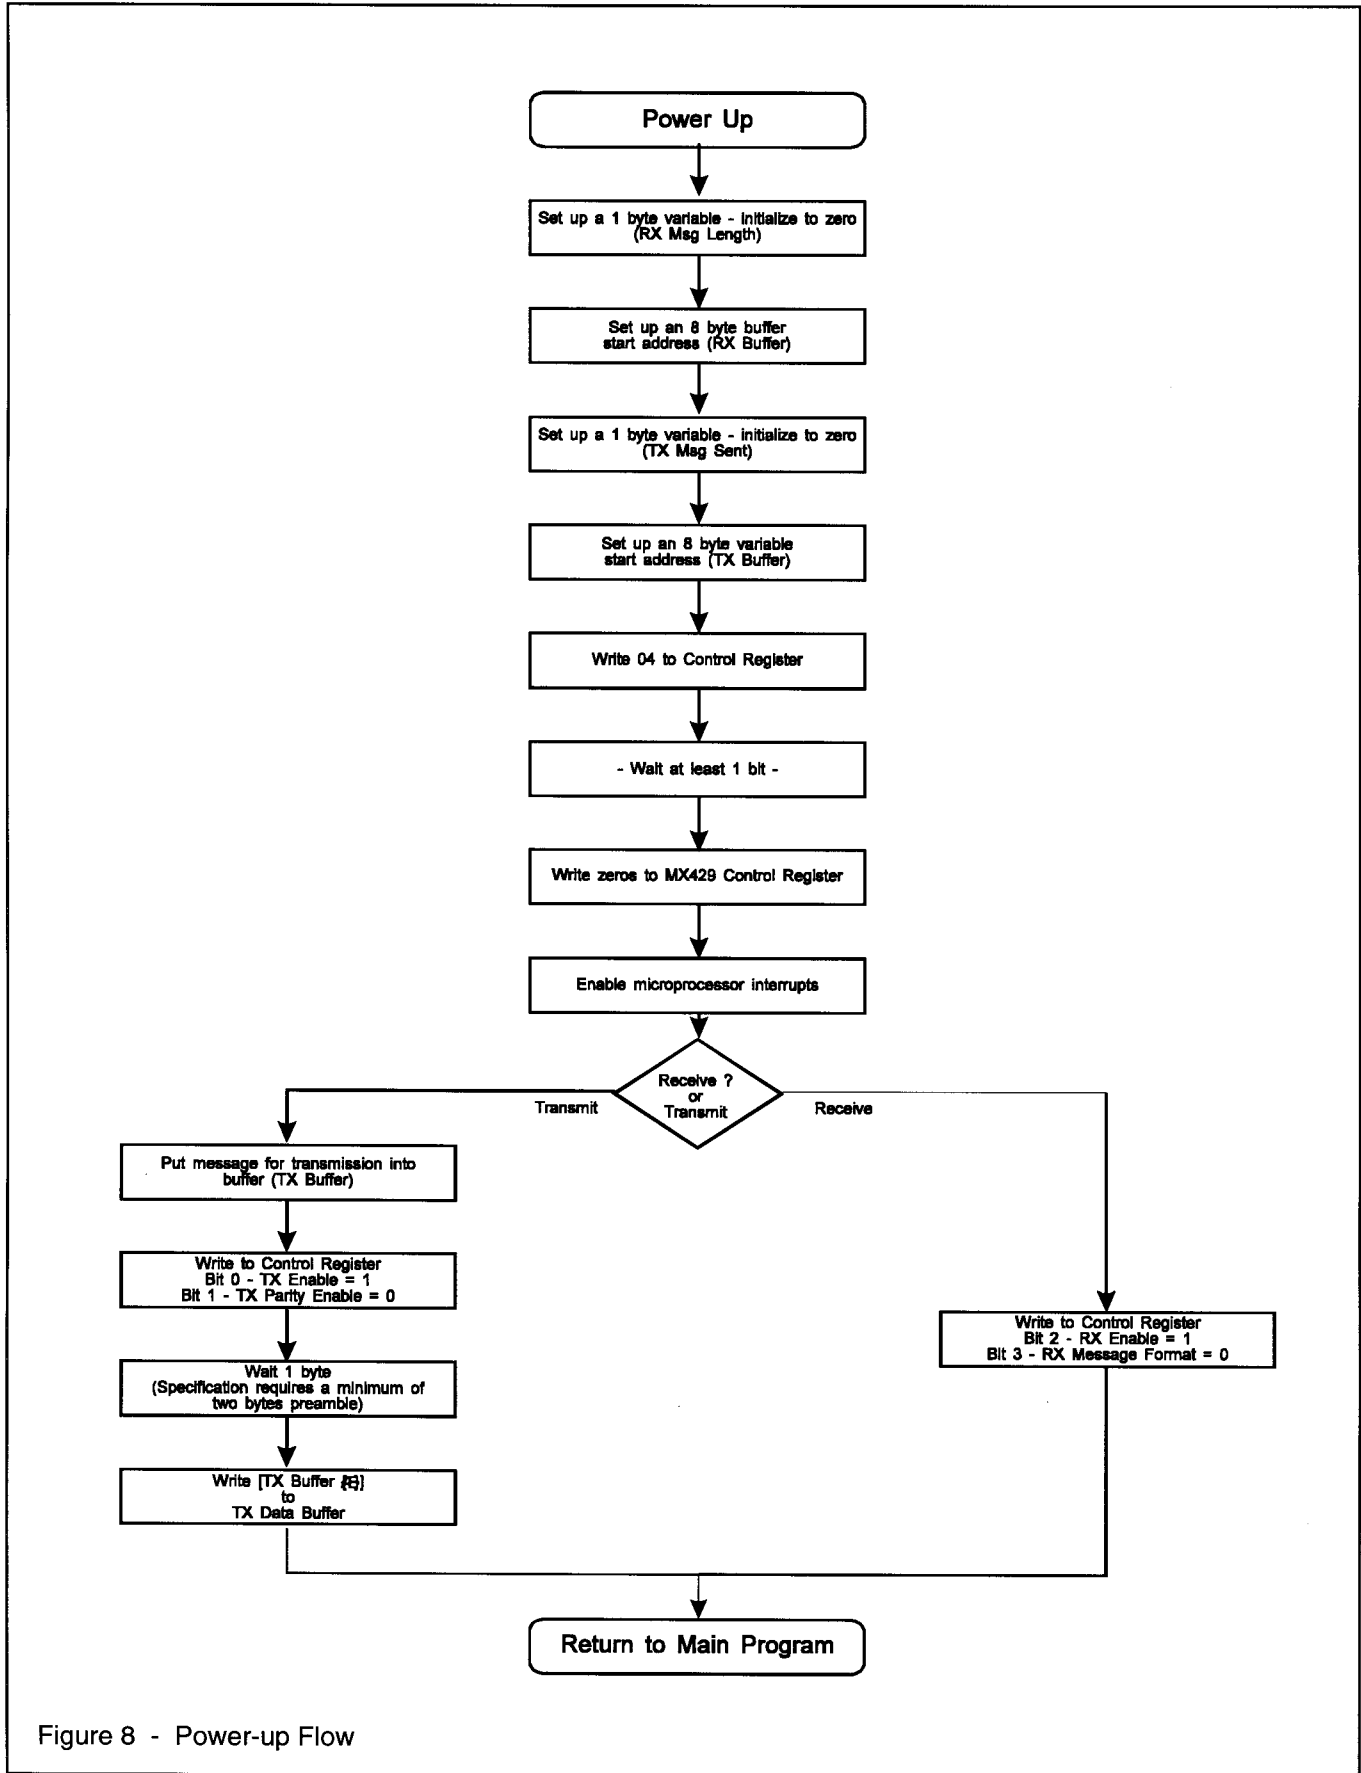 Power Up
Set up a 1 byte variable - initialize to zero
(RX Msg Length)
Set up an 8 byte buffer
start address (RX Buffer)
Set up a 1 byte variable - initialize to zero
(TX Msg Sent)
Set up an 8 byte variable
start address (TX Buffer)
Write 04 to Control Register
- Wait at least 1 bit -
Write zeros to MX429 Control Register
Enable microprocessor interrupts
Receive ?
or
Transmit
Transmit
Receive
Put message for transmission into
buffer (TX Buffer)
Write to Control Register
Bit 0 - TX Enable = 1
Bit 1 - TX Parity Enable = 0
Wait 1 byte
(Specification requires a minimum of
two bytes preamble)
Write [TX Buffer
to
TX Data Buffer
Write to Control Register
Bit 2 - RX Enable = 1
Bit 3 - RX Message Format = 0
Return to Main Program
Figure 8 - Power-up Flow